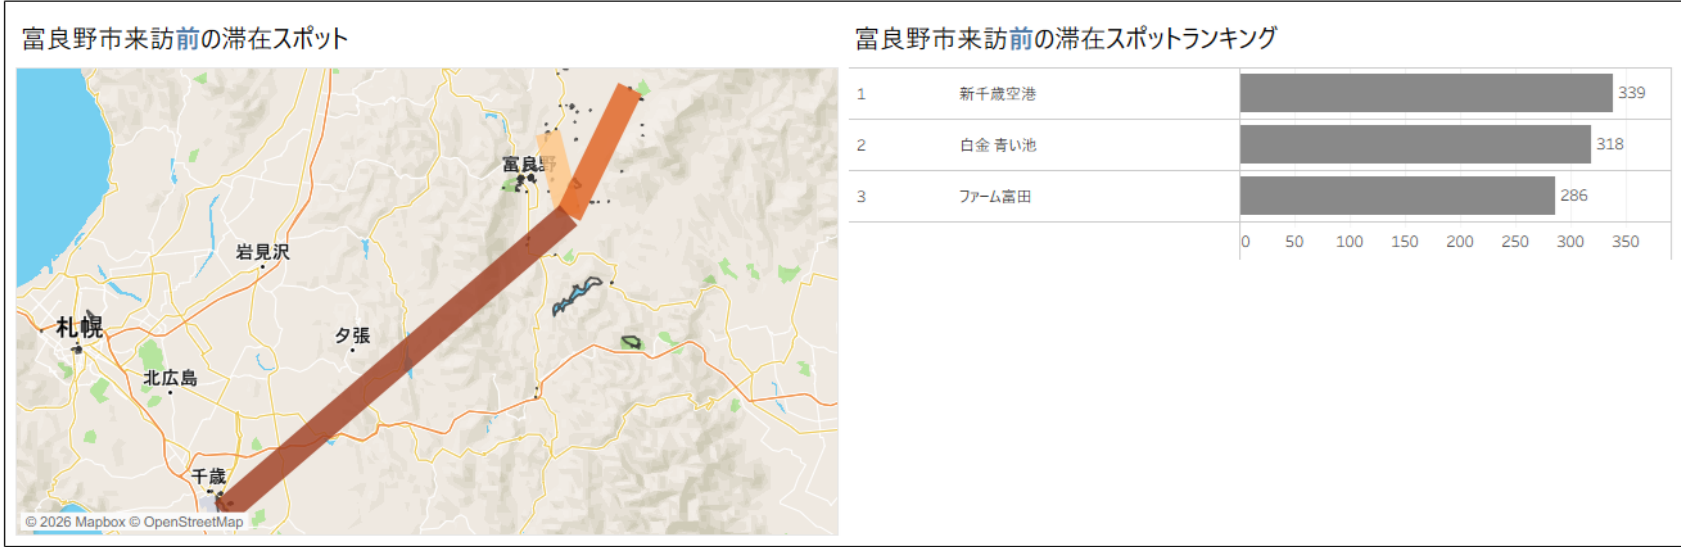 富良野市来訪前の滞在スポット
富良野
岩見沢
札幌
夕張
北広島
千歳
© 2026 Mapbox © OpenStreetMap
富良野市来訪前の滞在スポットランキング
1 新千歳空港 339
2 白金 青い池 318
3 ファーム富田 286
0 50 100 150 200 250 300 350